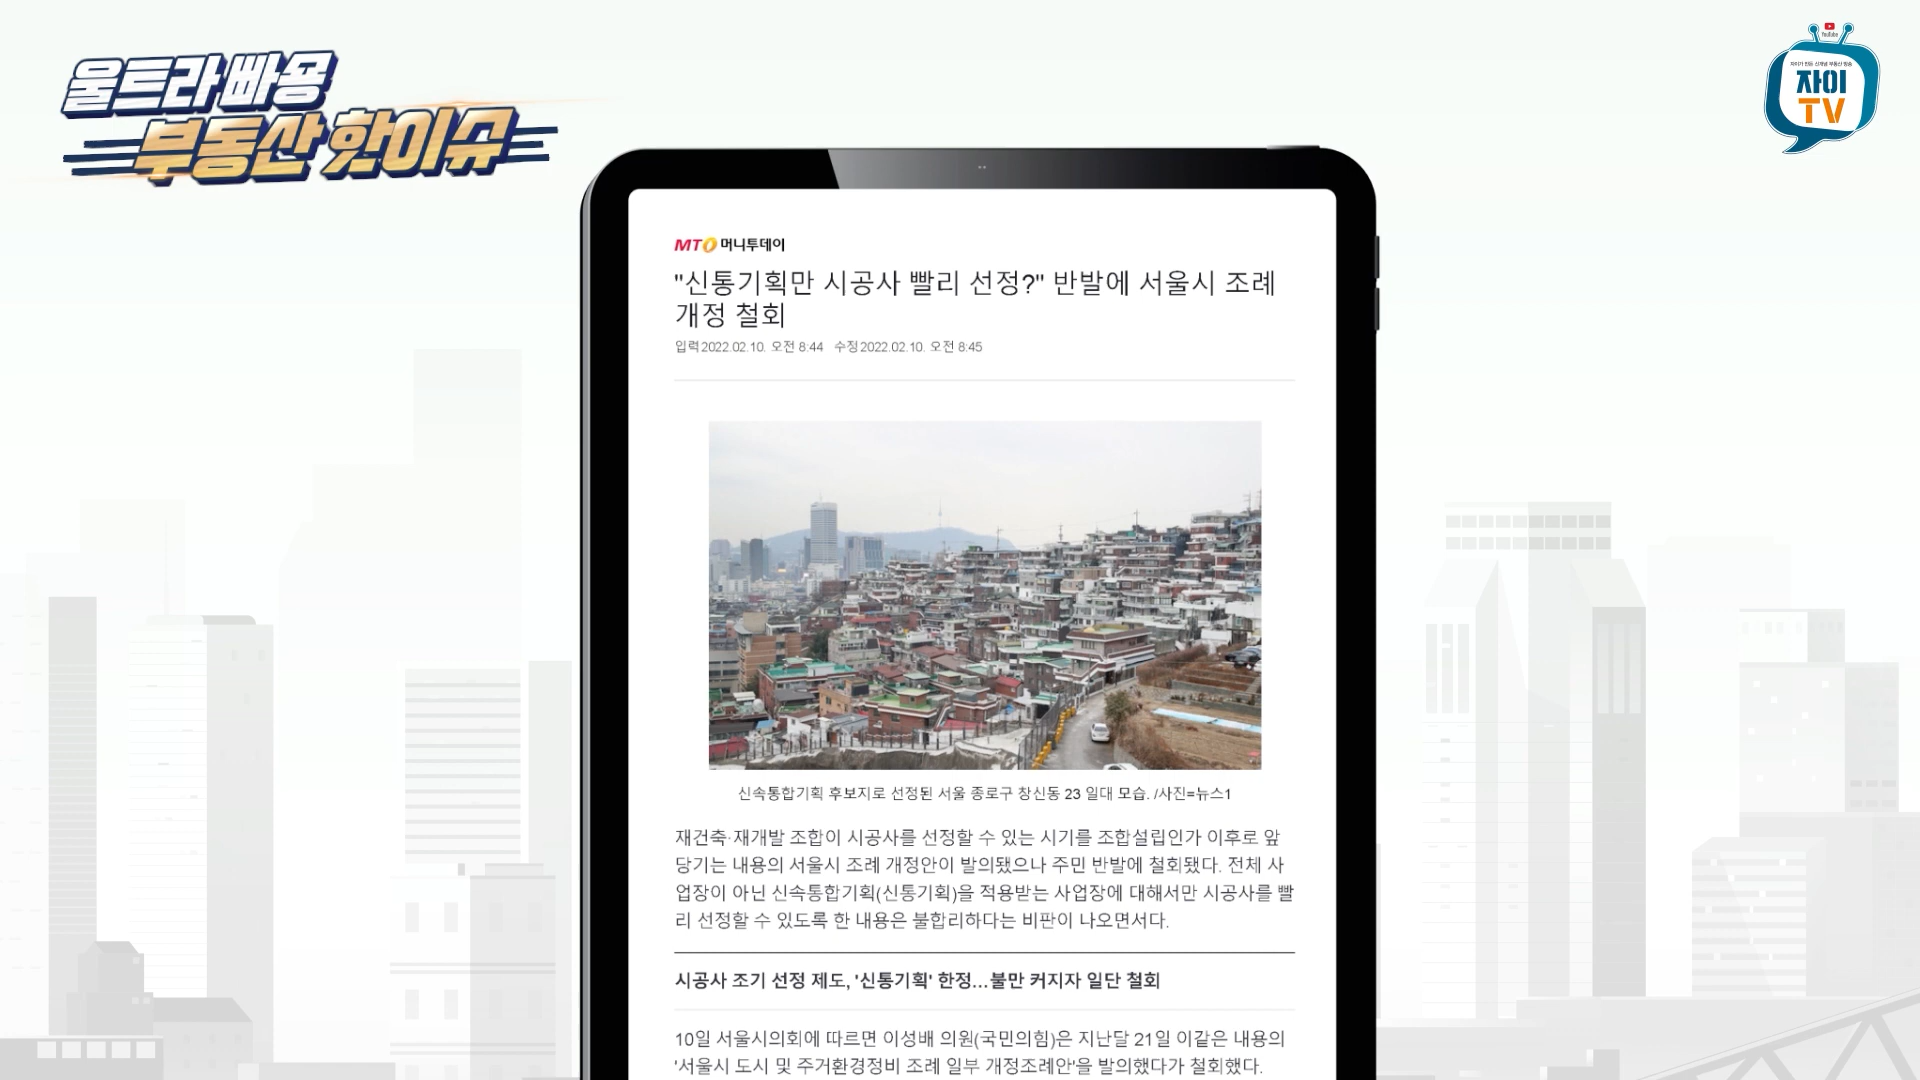 울트라 빠용
부동산 핫이슈
YouTube
자이
TV
MTO 머니투데이
"신통기획만 시공사 빨리 선정?" 반발에 서울시 조례
개정 철회
입력 2022.02.10. 오전 8:44 수정 2022.02.10. 오전 8:45
신속통합기획 후보지로 선정된 서울 종로구 창신동 23 일대 모습. /사진=뉴스1
재건축·재개발 조합이 시공사를 선정할 수 있는 시기를 조합설립인가 이후로 앞
당기는 내용의 서울시 조례 개정안이 발의됐으나 주민 반발에 철회됐다. 전체 사
업장이 아닌 신속통합기획(신통기획)을 적용받는 사업장에 대해서만 시공사를 빨
리 선정할 수 있도록 한 내용은 불합리하다는 비판이 나오면서다.
시공사 조기 선정 제도, '신통기획' 한정…불만 커지자 일단 철회
10일 서울시의회에 따르면 이성배 의원(국민의힘)은 지난달 21일 이같은 내용의
'서울시 도시 및 주거환경정비 조례 일부 개정조례안'을 발의했다가 철회했다.